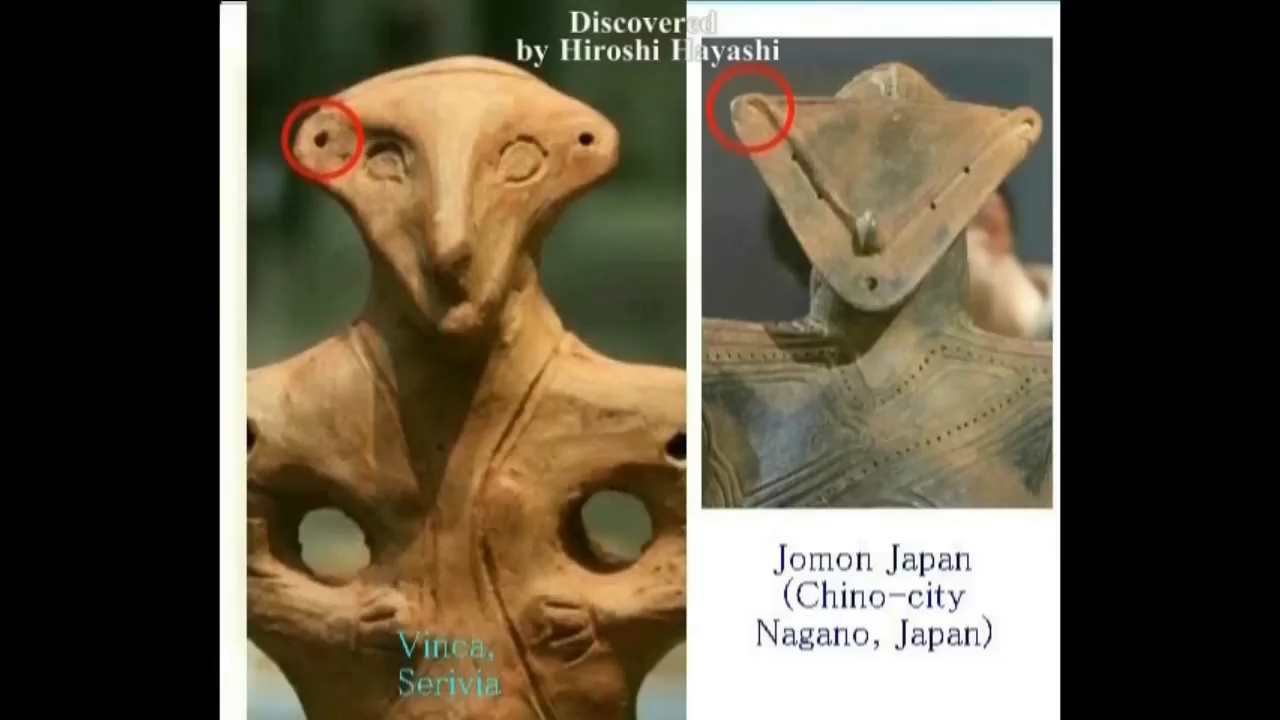 Discovered
by Hiroshi Hayashi
Vinca,
Serivia
Jomon Japan
(Chino-city
Nagano, Japan)